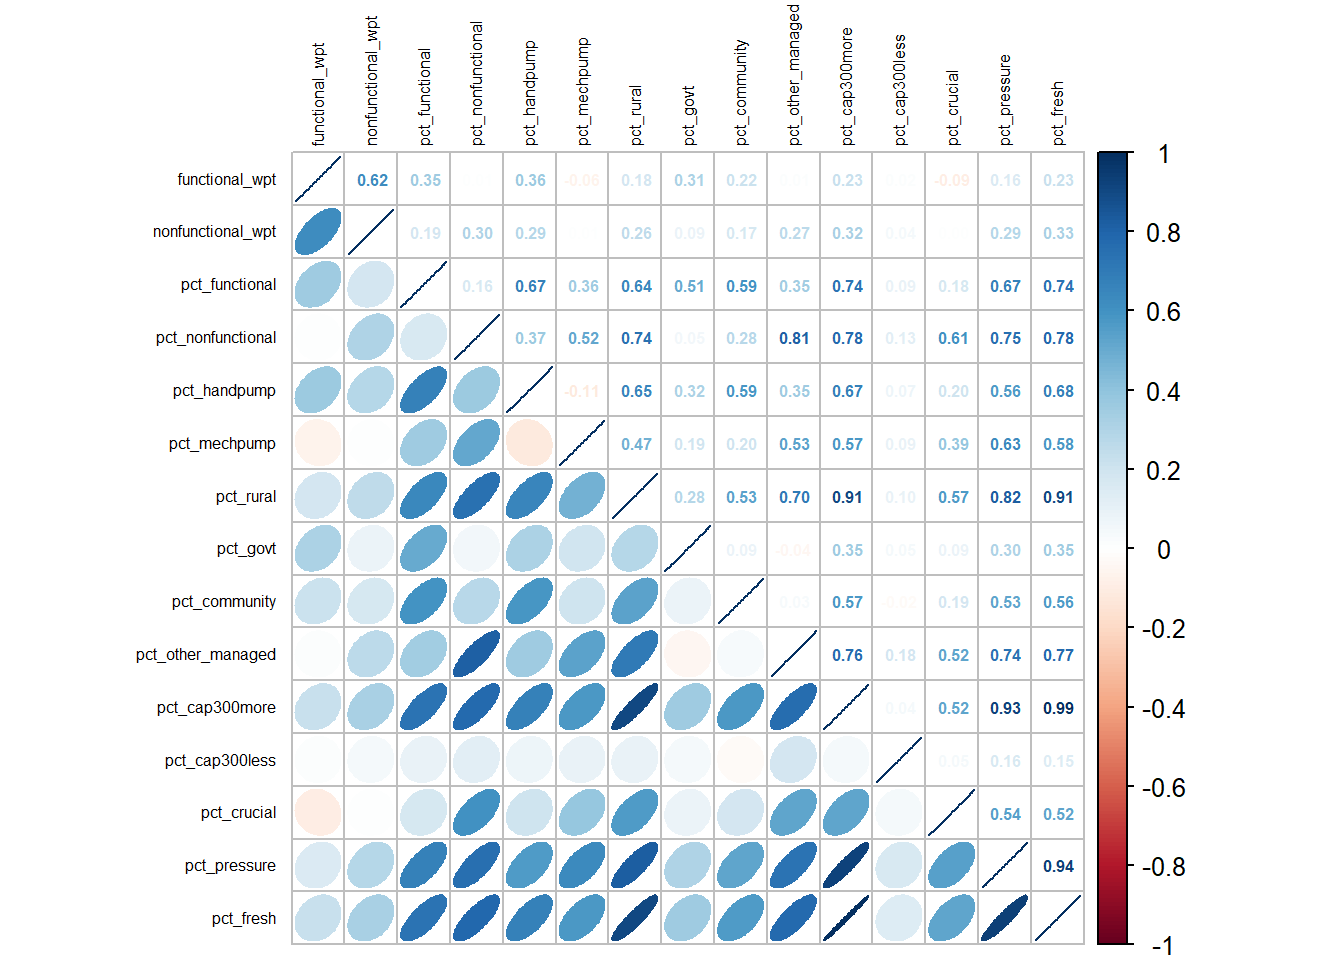 functional_wpt nonfunctional_wpt pct_functional pct_nonfunctional pct_handpump pct_mechpump pct_rural pct_govt pct_community pct_other_managed pct_cap300more pct_cap300less pct_crucial pct_pressure pct_fresh
functional_wpt 0.62 0.35 0.36 -0.06 0.18 0.31 0.22 0.23 -0.09 0.16 0.23
nonfunctional_wpt 0.19 0.30 0.29 0.26 0.09 0.17 0.27 0.32 0.04 0.29 0.33
pct_functional 0.16 0.67 0.36 0.64 0.51 0.59 0.35 0.74 0.09 0.18 0.67 0.74
pct_nonfunctional 0.37 0.52 0.74 0.05 0.28 0.81 0.78 0.13 0.61 0.75 0.78
pct_handpump -0.11 0.65 0.32 0.59 0.35 0.67 0.07 0.20 0.56 0.68
pct_mechpump 0.47 0.19 0.20 0.53 0.57 0.09 0.39 0.63 0.58
pct_rural 0.28 0.53 0.70 0.91 0.10 0.57 0.82 0.91
pct_govt 0.09 -0.04 0.35 0.05 0.09 0.30 0.35
pct_community 0.03 0.57 -0.02 0.19 0.53 0.56
pct_other_managed 0.76 0.18 0.52 0.74 0.77
pct_cap300more 0.04 0.52 0.93 0.99
pct_cap300less 0.05 0.16 0.15
pct_crucial 0.54 0.52
pct_pressure 0.94
pct_fresh
1
0.8
0.6
0.4
0.2
0
-0.2
-0.4
-0.6
-0.8
-1